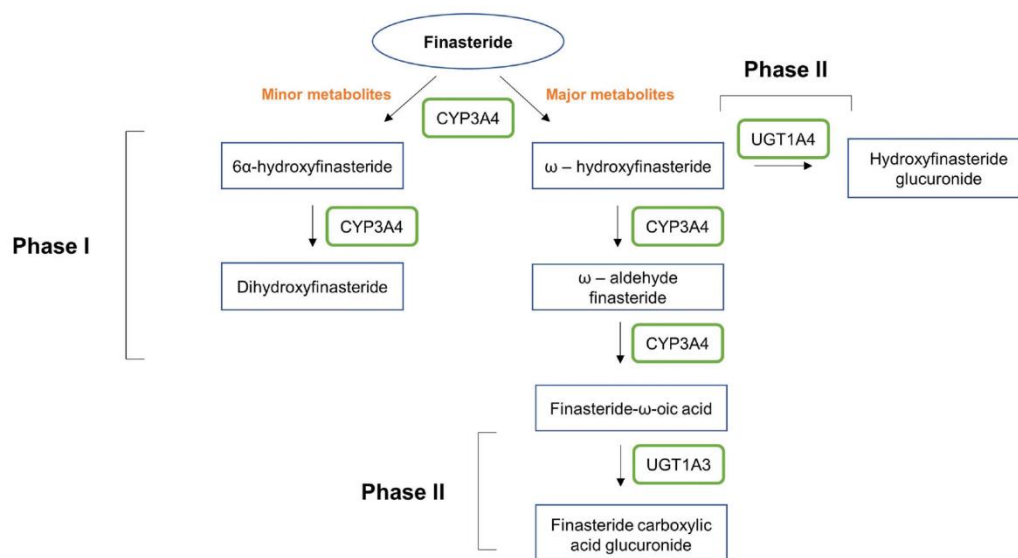 Finasteride
Phase II
Minor metabolites
Major metabolites
CYP3A4
UGT1A4
6α-hydroxyfinasteride
ω – hydroxyfinasteride
Hydroxyfinasteride
glucuronide
Phase I
CYP3A4
CYP3A4
Dihydroxyfinasteride
ω – aldehyde
finasteride
CYP3A4
Finasteride-ω-oic acid
Phase II
UGT1A3
Finasteride carboxylic
acid glucuronide